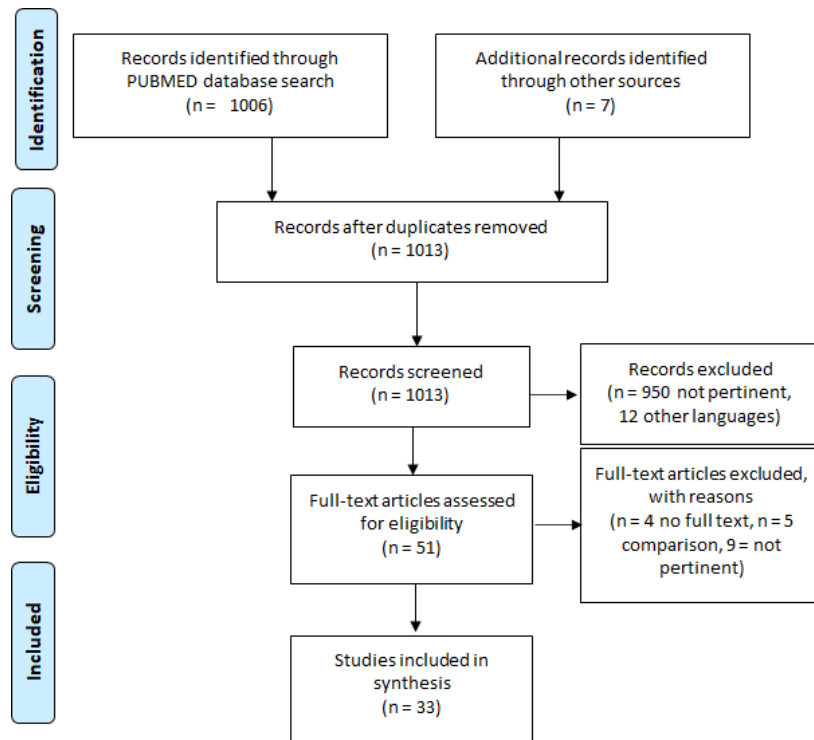 Identification
Records identified through
PUBMED database search
(n = 1006)
Additional records identified
through other sources
(n = 7)
Screening
Records after duplicates removed
(n = 1013)
Records screened
(n = 1013)
Records excluded
(n = 950 not pertinent,
12 other languages)
Eligibility
Full-text articles assessed
for eligibility
(n = 51)
Full-text articles excluded,
with reasons
(n = 4 no full text, n = 5
comparison, 9 = not
pertinent)
Included
Studies included in
synthesis
(n = 33)